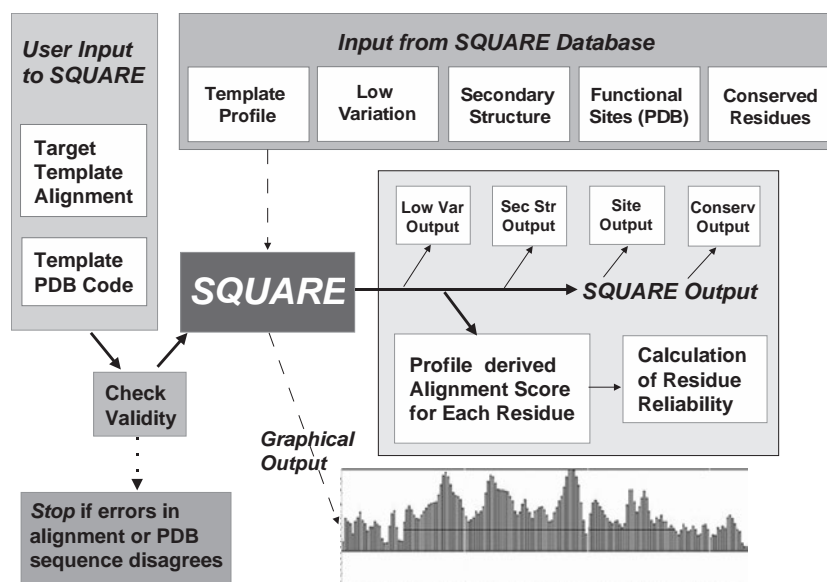 User Input
to SQUARE
Target
Template
Alignment
Template
PDB Code
Check
Validity
Stop if errors in
alignment or PDB
sequence disagrees
Input from SQUARE Database
Template
Profile
Low
Variation
Secondary
Structure
Functional
Sites (PDB)
Conserved
Residues
SQUARE
Low Var
Output
Sec Str
Output
Site
Output
Conserv
Output
SQUARE Output
Profile derived
Alignment Score
for Each Residue
Calculation
of Residue
Reliability
Graphical
Output